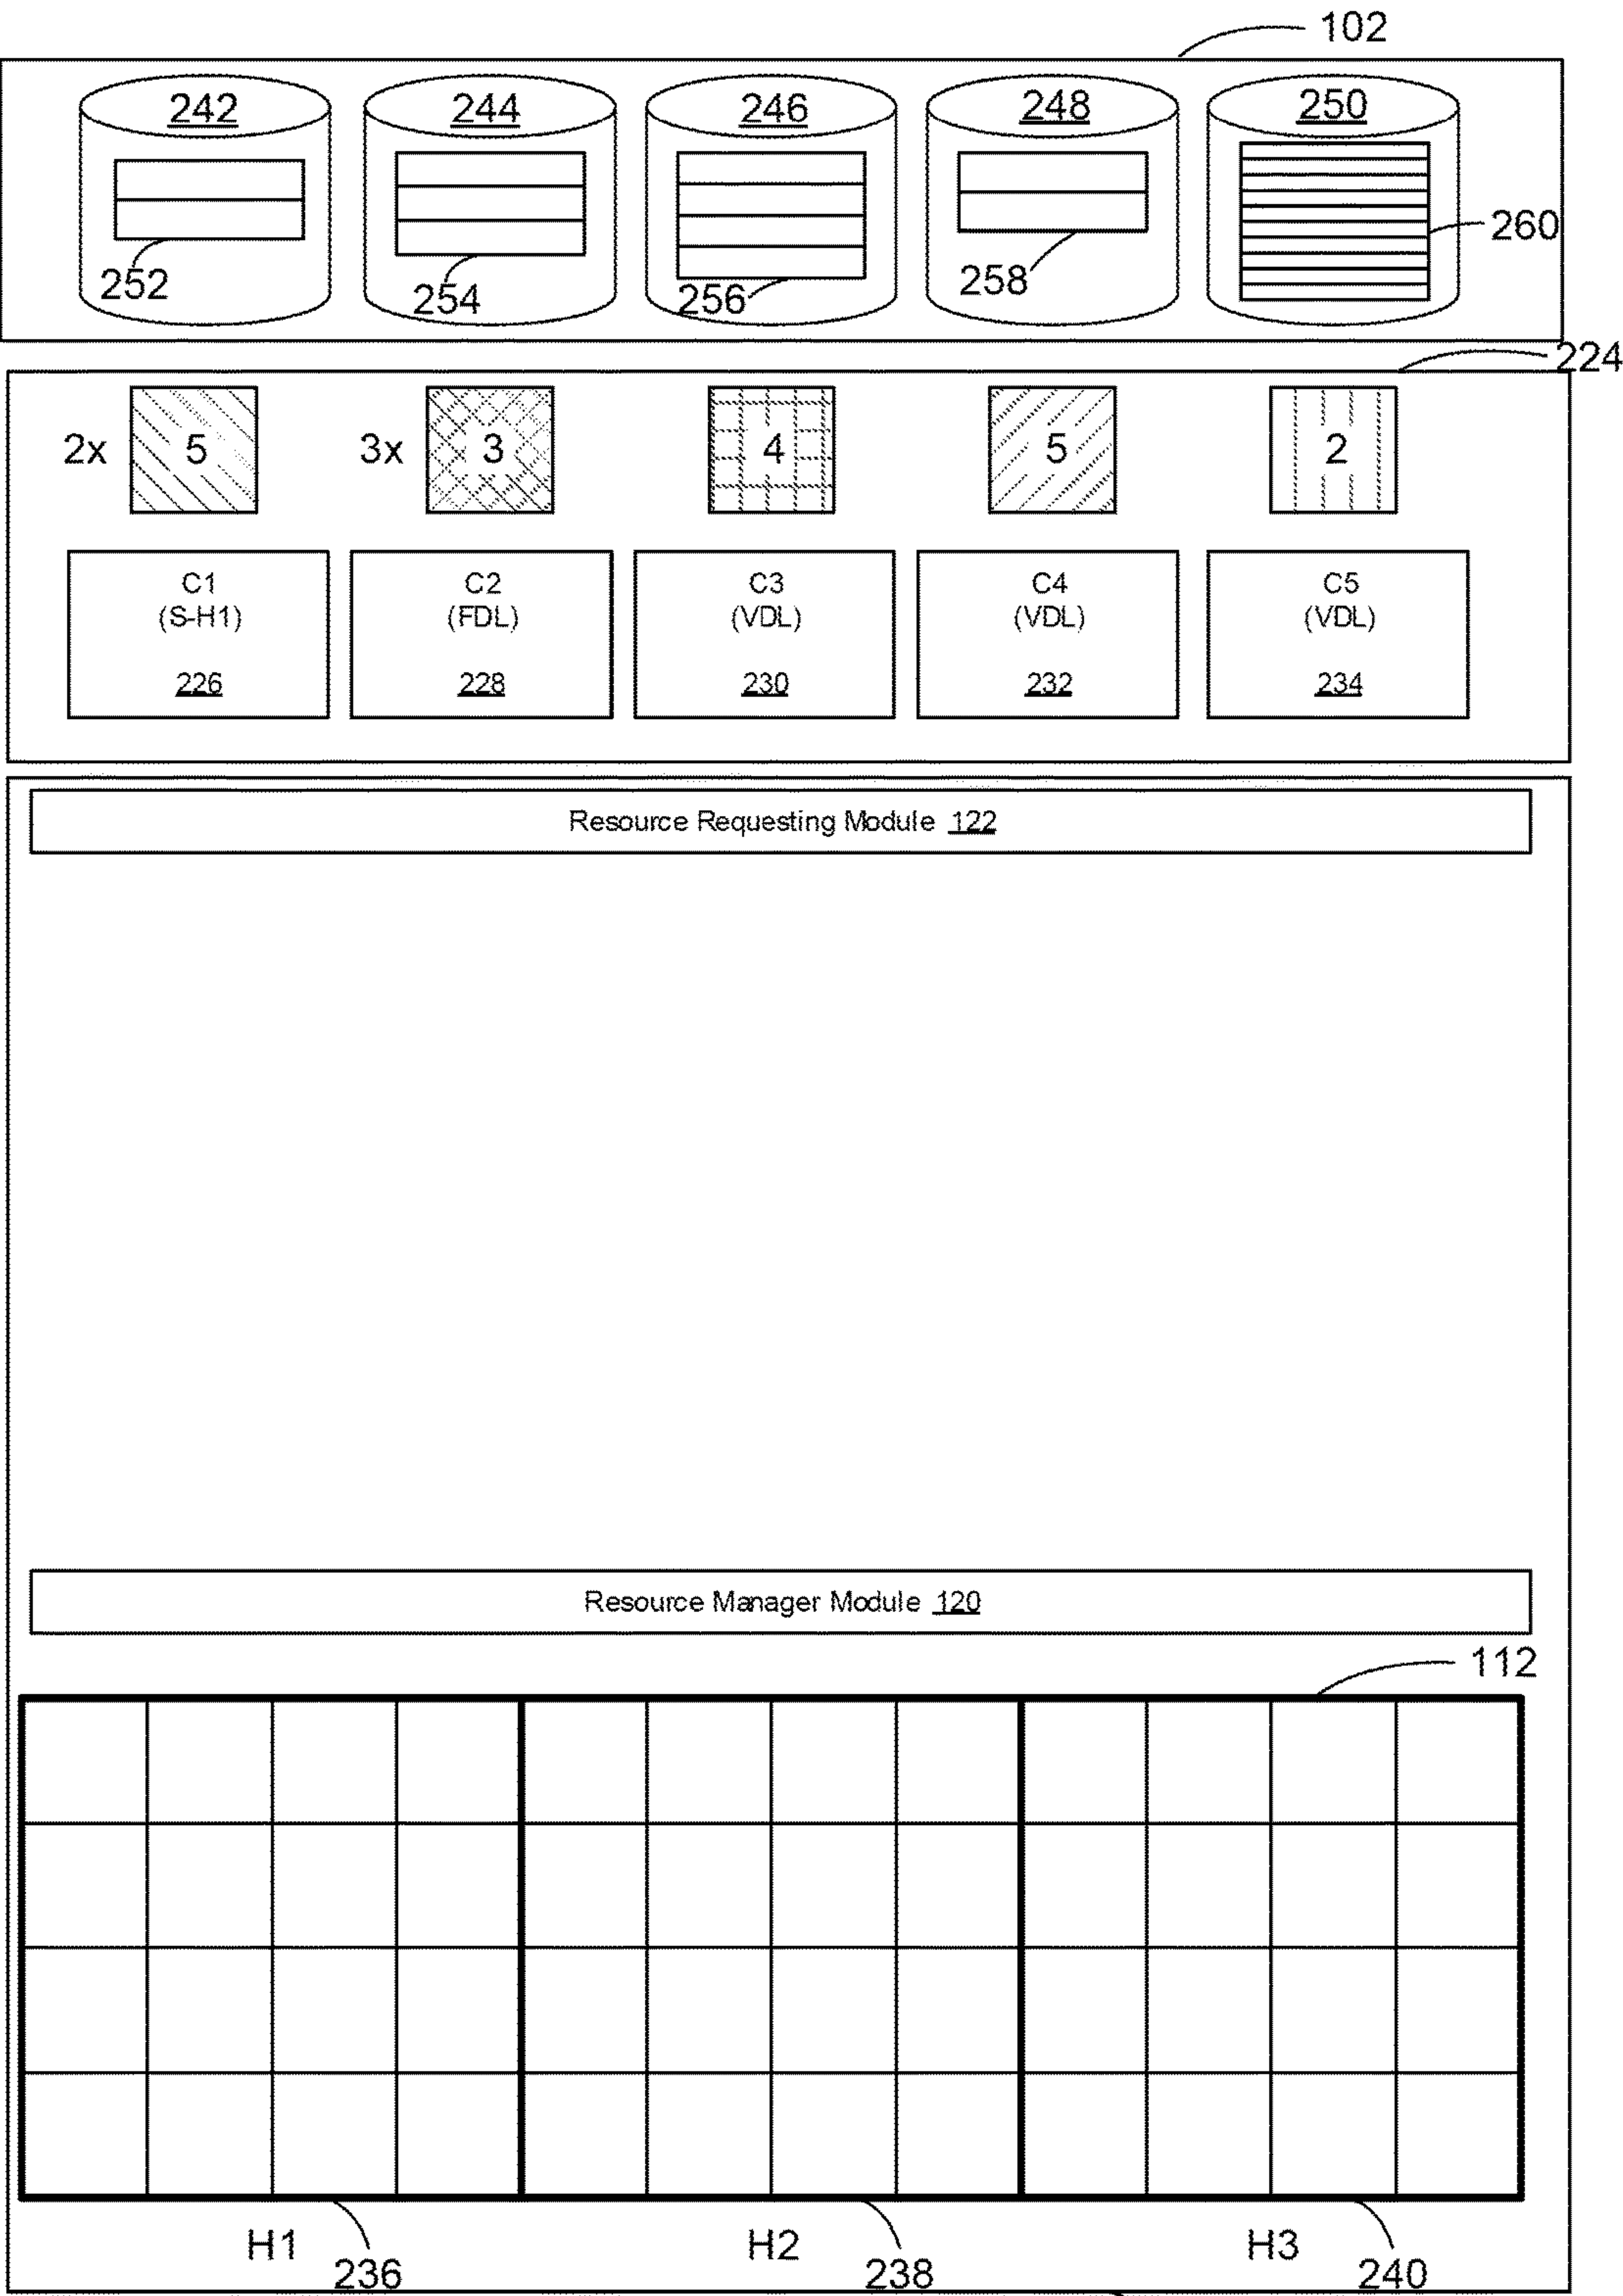 102
242 244 246 248 250
260
252 254 256 258
224
2x 5 3x 3 4 5 2
C1 C2 C3 C4 C5
(S-H1) (FDL) (VDL) (VDL) (VDL)
226 228 230 232 234
Resource Requesting Module 122
Resource Manager Module 120
112
H1 H2 H3
236 238 240